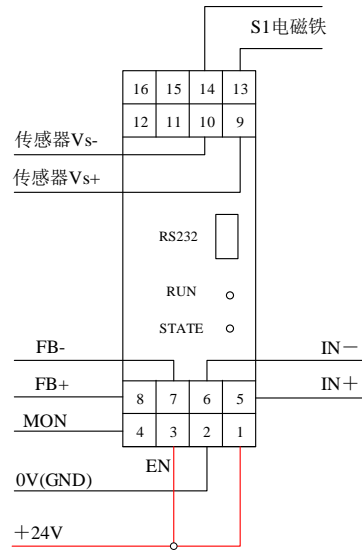 S1电磁铁
16 15 14 13
12 11 10 9
传感器Vs-
传感器Vs+
RS232
RUN
STATE
FB- IN－
FB+ 8 7 6 5 IN＋
MON 4 3 2 1
EN
0V(GND)
＋24V